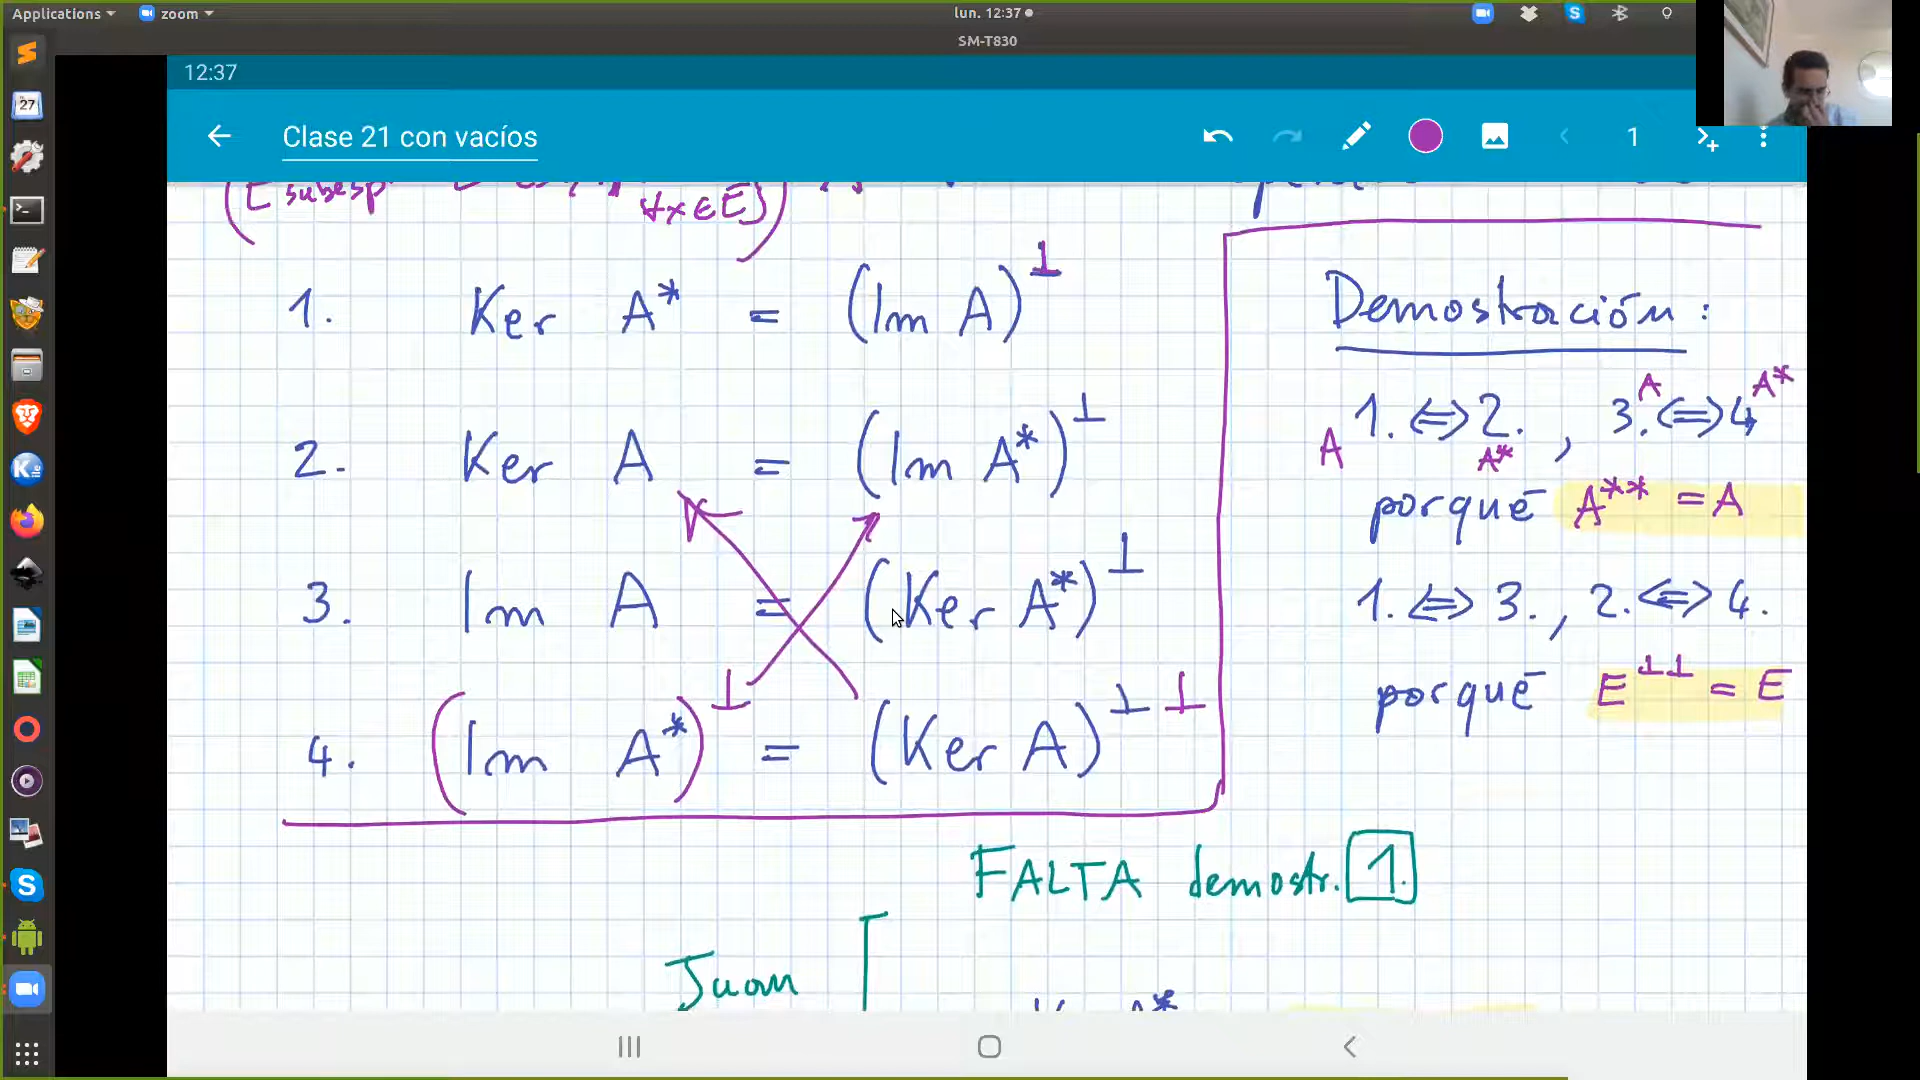 Applications zoom lun. 12:37
SM-T830
12:37
Clase 21 con vacíos 1
subesp ∀x∈E})
1. Ker A* = (Im A)⊥
2. Ker A = (Im A*)⊥
3. Im A = (Ker A*)⊥
4. (Im A*)⊥ = (Ker A)⊥⊥
Demostración:
A A*
1. ⇔ 2. , 3. ⇔ 4
A A*
porqué A** = A
1. ⇔ 3. , 2. ⇔ 4.
porqué E⊥⊥ = E
FALTA demostr. 1.
Juan
27